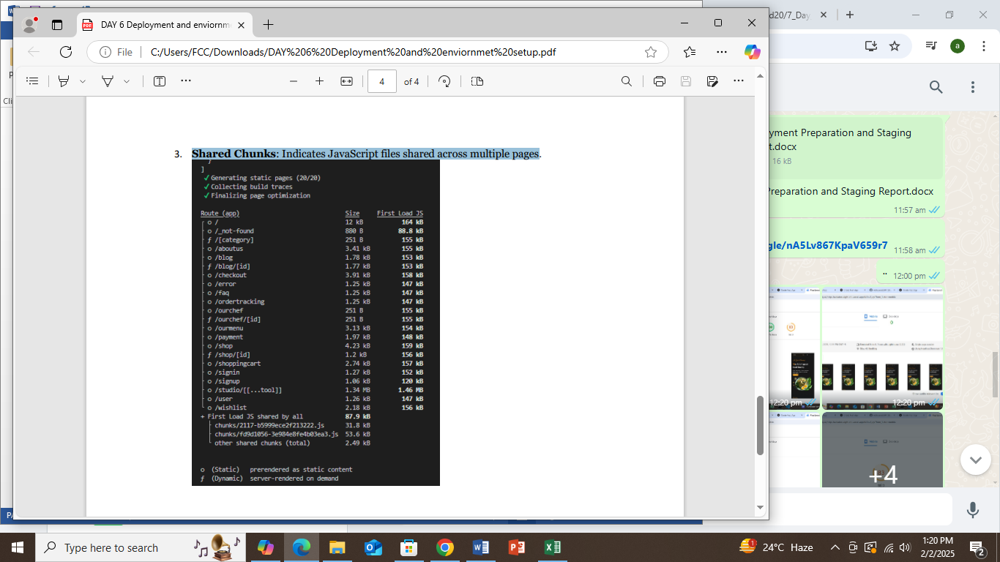 DAY 6 Deployment and enviornm
d20/7_Day
File
C:/Users/FCC/Downloads/DAY%206%20Deployment%20and%20enviornmet%20setup.pdf
a
4 of 4
3. Shared Chunks: Indicates JavaScript files shared across multiple pages.
]
✓ Generating static pages (20/20)
✓ Collecting build traces
✓ Finalizing page optimization
Route (app) Size First Load JS
○ / 12 kB 164 kB
○ /_not-found 880 B 88.8 kB
ƒ /[category] 251 B 155 kB
○ /aboutus 3.41 kB 155 kB
○ /blog 1.78 kB 153 kB
ƒ /blog/[id] 1.77 kB 153 kB
○ /checkout 3.91 kB 158 kB
○ /error 1.25 kB 147 kB
○ /faq 1.25 kB 147 kB
○ /ordertracking 1.25 kB 147 kB
○ /ourchef 251 B 155 kB
ƒ /ourchef/[id] 251 B 155 kB
○ /ourmenu 3.13 kB 154 kB
○ /payment 1.97 kB 148 kB
○ /shop 4.23 kB 159 kB
ƒ /shop/[id] 1.2 kB 156 kB
○ /shoppingcart 2.74 kB 157 kB
○ /signin 1.27 kB 152 kB
○ /signup 1.06 kB 120 kB
○ /studio/[[...tool]] 1.34 MB 1.46 MB
○ /user 1.26 kB 147 kB
○ /wishlist 2.18 kB 156 kB
+ First Load JS shared by all 87.9 kB
chunks/2117-b5999ece2f213222.js 31.8 kB
chunks/fd9d1056-3e984e8fe4b03ea3.js 53.6 kB
other shared chunks (total) 2.49 kB
○ (Static) prerendered as static content
ƒ (Dynamic) server-rendered on demand
yment Preparation and Staging
t.docx
16 kB
Preparation and Staging Report.docx
11:57 am
gle/nA5Lv867KpaV659r7
11:58 am
..
12:00 pm
12:20 pm
12:20 pm
+4
Type here to search
24°C Haze
1:20 PM
2/2/2025
2